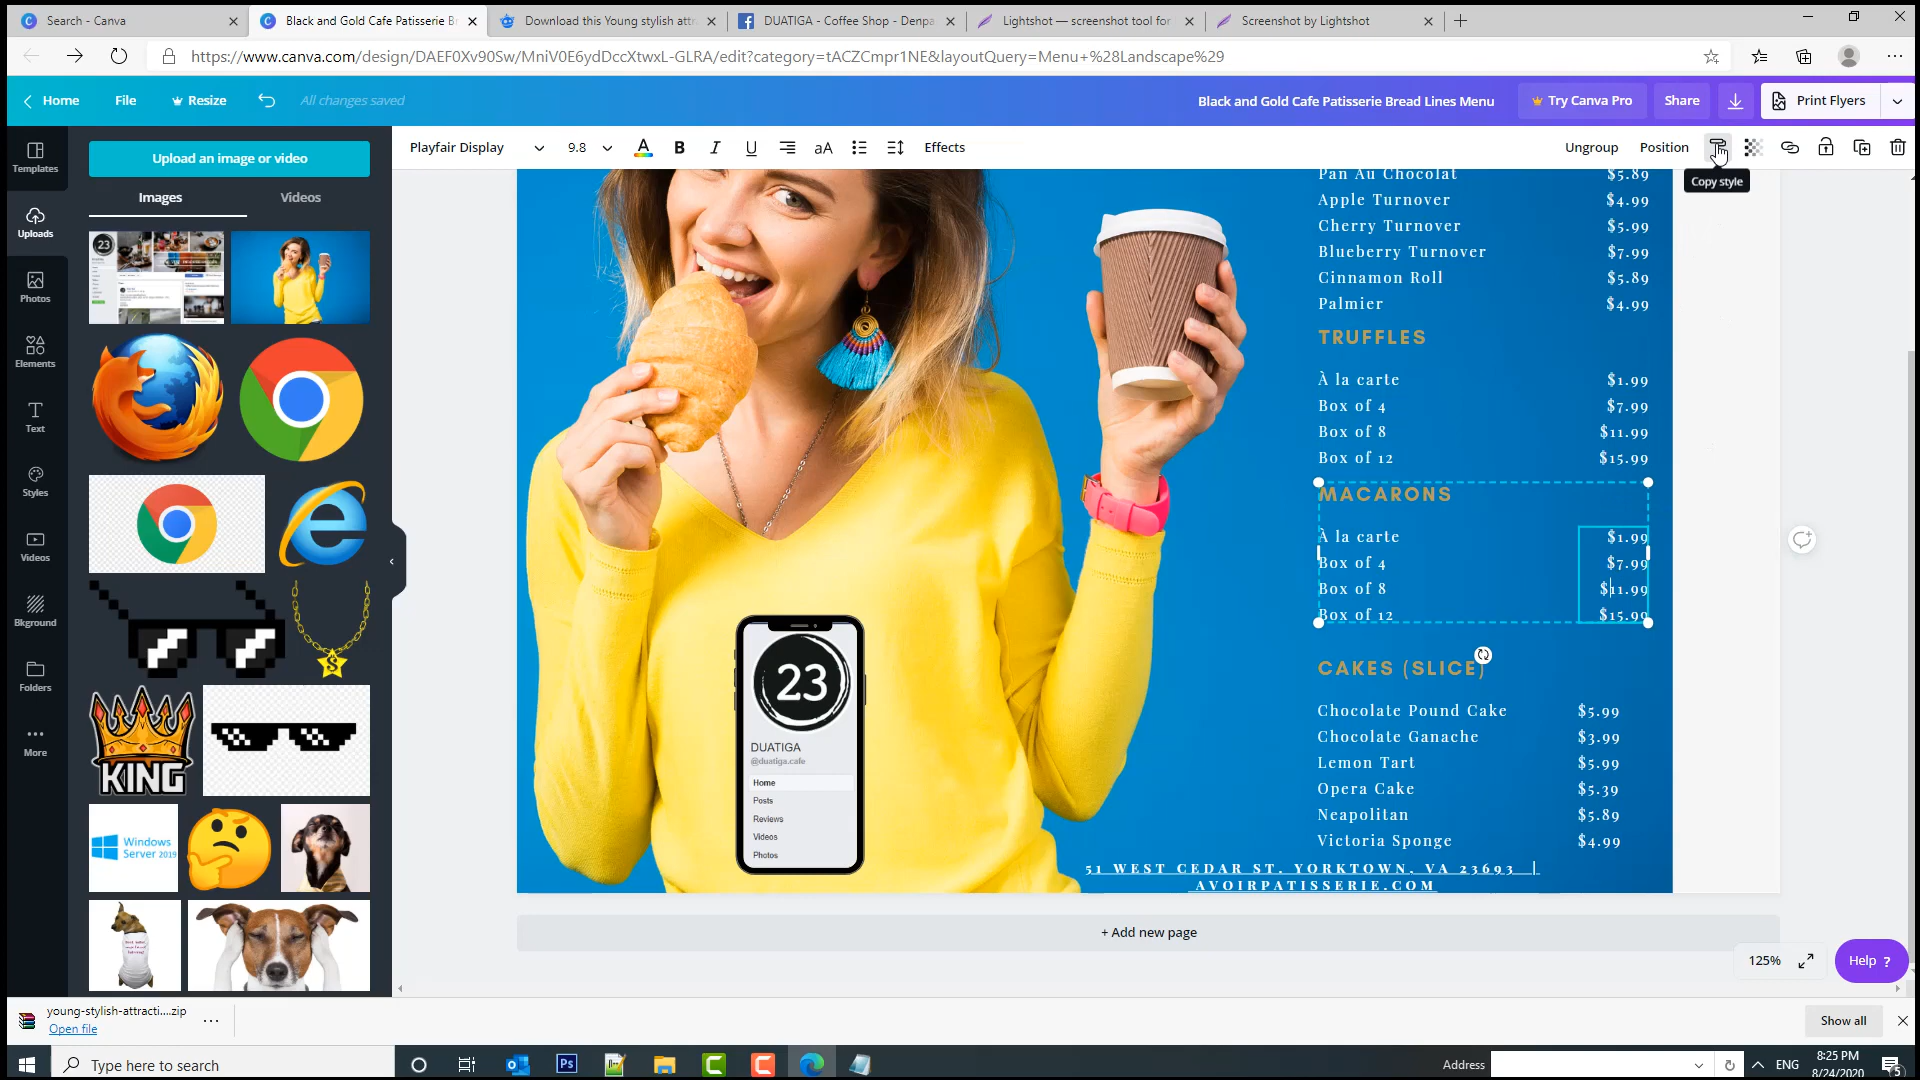 Search - Canva
Black and Gold Cafe Patisserie B
Download this Young stylish attr
DUATIGA - Coffee Shop - Denpa
Lightshot — screenshot tool for
Screenshot by Lightshot
https://www.canva.com/design/DAEF0Xv90Sw/MniV0E6ydDccXtwxL-GLRA/edit?category=tACZCmpr1NE&layoutQuery=Menu+%28Landscape%29
Home
File
Resize
All changes saved
Black and Gold Cafe Patisserie Bread Lines Menu
Try Canva Pro
Share
Print Flyers
Templates
Uploads
Photos
Elements
Text
Styles
Videos
Bkground
Folders
More
Upload an image or video
Images
Videos
Playfair Display
9.8
A
B
I
U
aA
Effects
Ungroup
Position
Copy style
Pan Au Chocolat $5.89
Apple Turnover $4.99
Cherry Turnover $5.99
Blueberry Turnover $7.99
Cinnamon Roll $5.89
Palmier $4.99
TRUFFLES
À la carte $1.99
Box of 4 $7.99
Box of 8 $11.99
Box of 12 $15.99
MACARONS
À la carte $1.99
Box of 4 $7.99
Box of 8 $11.99
Box of 12 $15.99
CAKES (SLICE)
Chocolate Pound Cake $5.99
Chocolate Ganache $3.99
Lemon Tart $5.99
Opera Cake $5.39
Neapolitan $5.89
Victoria Sponge $4.99
51 WEST CEDAR ST. YORKTOWN, VA 23693 |
AVOIRPATISSERIE.COM
23
DUATIGA
@duatiga.cafe
Home
Posts
Reviews
Videos
Photos
23
KING
Windows
Server 2019
S
+ Add new page
125%
Help ?
young-stylish-attracti....zip
Open file
Show all
Type here to search
Ps
Address
ENG
8:25 PM
8/24/2020
5